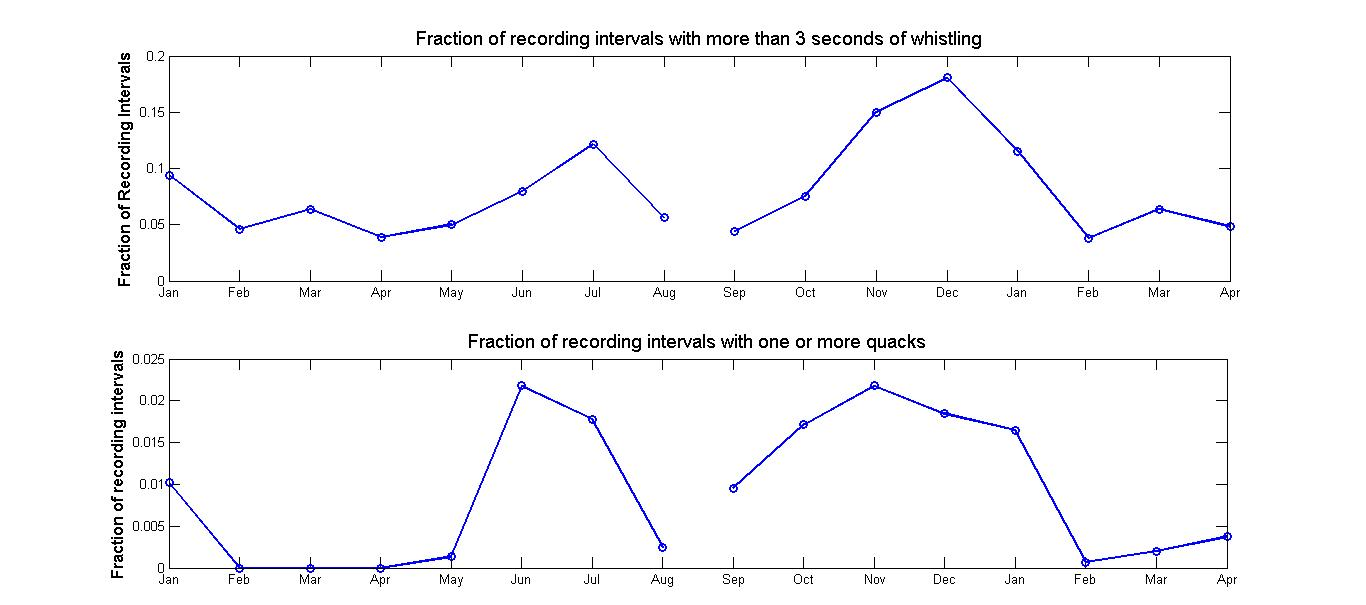 Fraction of recording intervals with more than 3 seconds of whistling
Fraction of Recording Intervals
0.2
0.15
0.1
0.05
0
Jan Feb Mar Apr May Jun Jul Aug Sep Oct Nov Dec Jan Feb Mar Apr
Fraction of recording intervals with one or more quacks
Fraction of recording intervals
0.025
0.02
0.015
0.01
0.005
0
Jan Feb Mar Apr May Jun Jul Aug Sep Oct Nov Dec Jan Feb Mar Apr